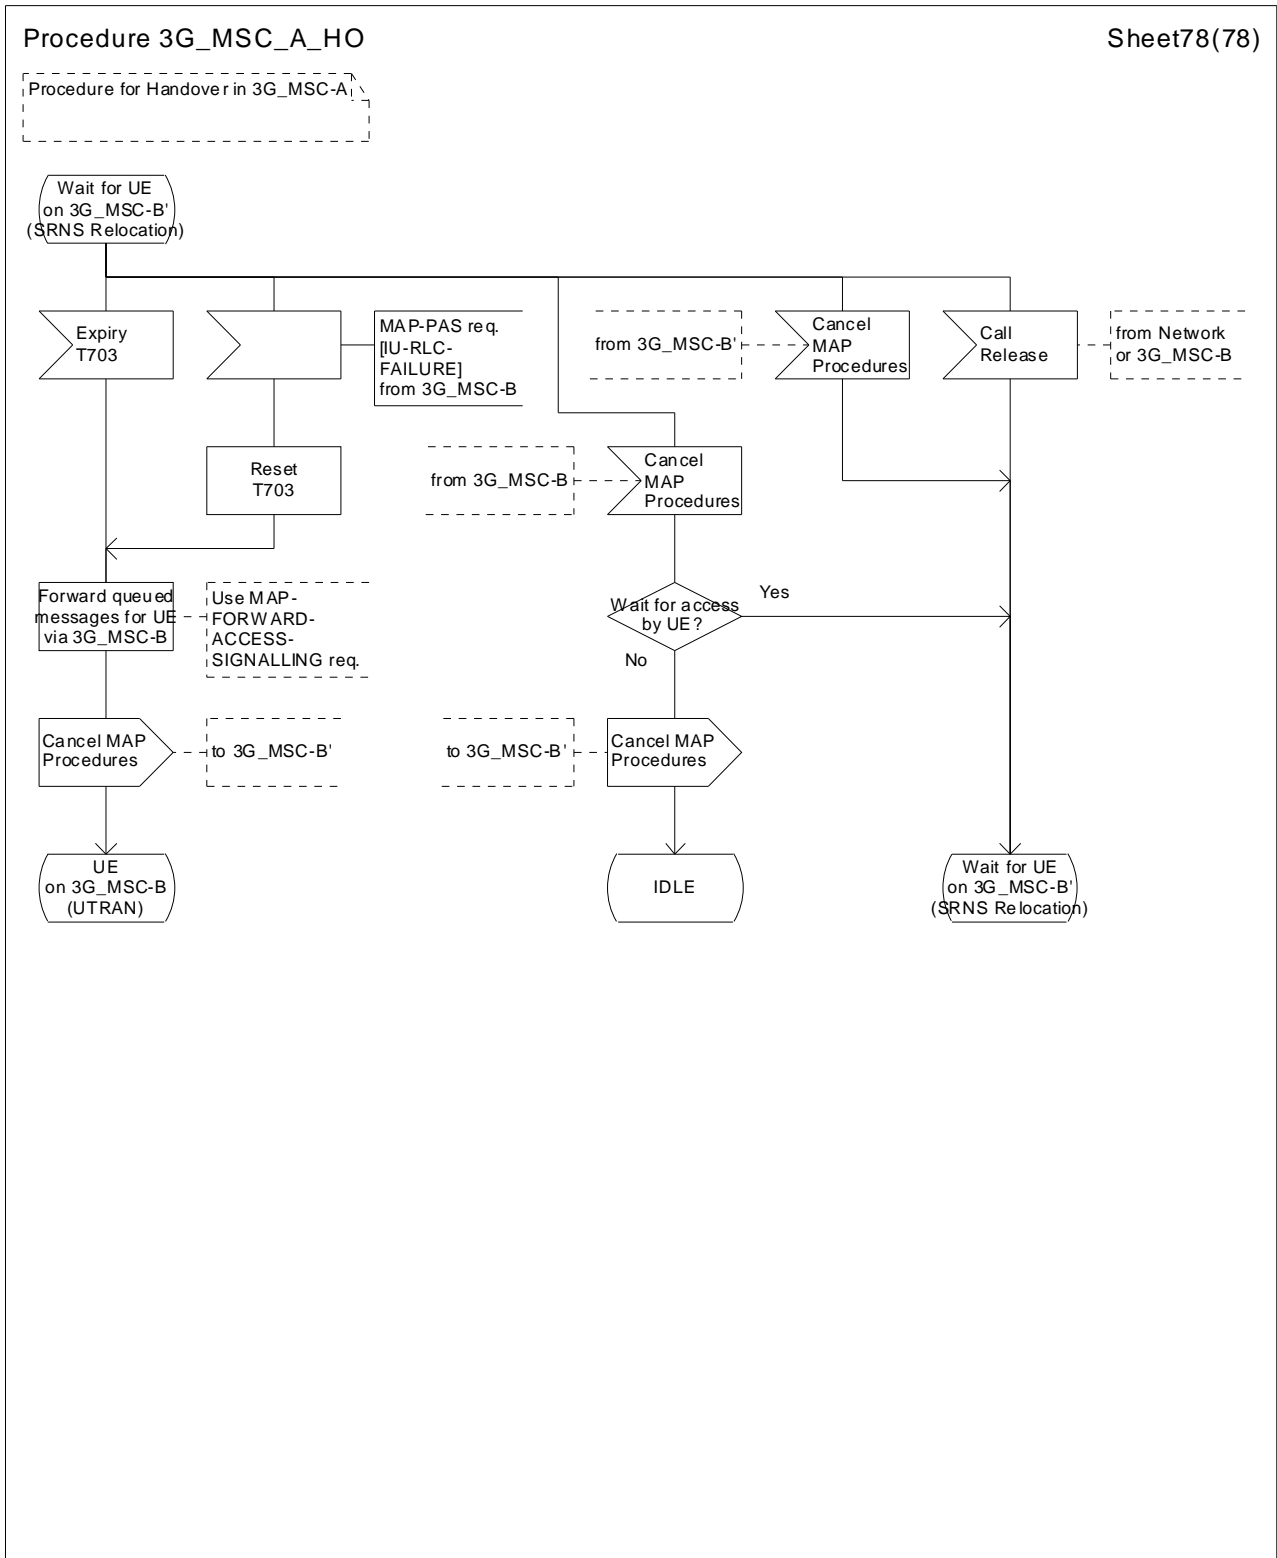 Procedure 3G_MSC_A_HO
Sheet78(78)
Procedure for Handover in 3G_MSC-A
Wait for UE
on 3G_MSC-B'
(SRNS Relocation)
Expiry
T703
MAP-PAS req.
[IU-RLC-
FAILURE]
from 3G_MSC-B
from 3G_MSC-B'
Cancel
MAP
Procedures
Call
Release
from Network
or 3G_MSC-B
Reset
T703
from 3G_MSC-B
Cancel
MAP
Procedures
Forward queued
messages for UE
via 3G_MSC-B
Use MAP-
FORWARD-
ACCESS-
SIGNALLING req.
Wait for access
by UE?
Yes
No
Cancel MAP
Procedures
to 3G_MSC-B'
to 3G_MSC-B'
Cancel MAP
Procedures
UE
on 3G_MSC-B
(UTRAN)
IDLE
Wait for UE
on 3G_MSC-B'
(SRNS Relocation)